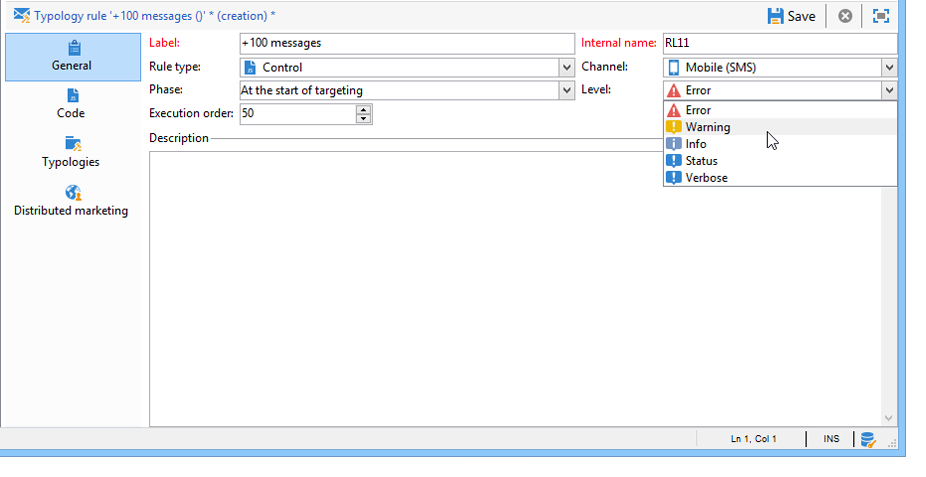 Typology rule '+100 messages ()' * (creation) *
Save
General
Code
Typologies
Distributed marketing
Label: +100 messages Internal name: RL11
Rule type: Control Channel: Mobile (SMS)
Phase: At the start of targeting Level: Error
Execution order: 50
Error
Warning
Info
Status
Verbose
Description
Ln 1, Col 1 INS